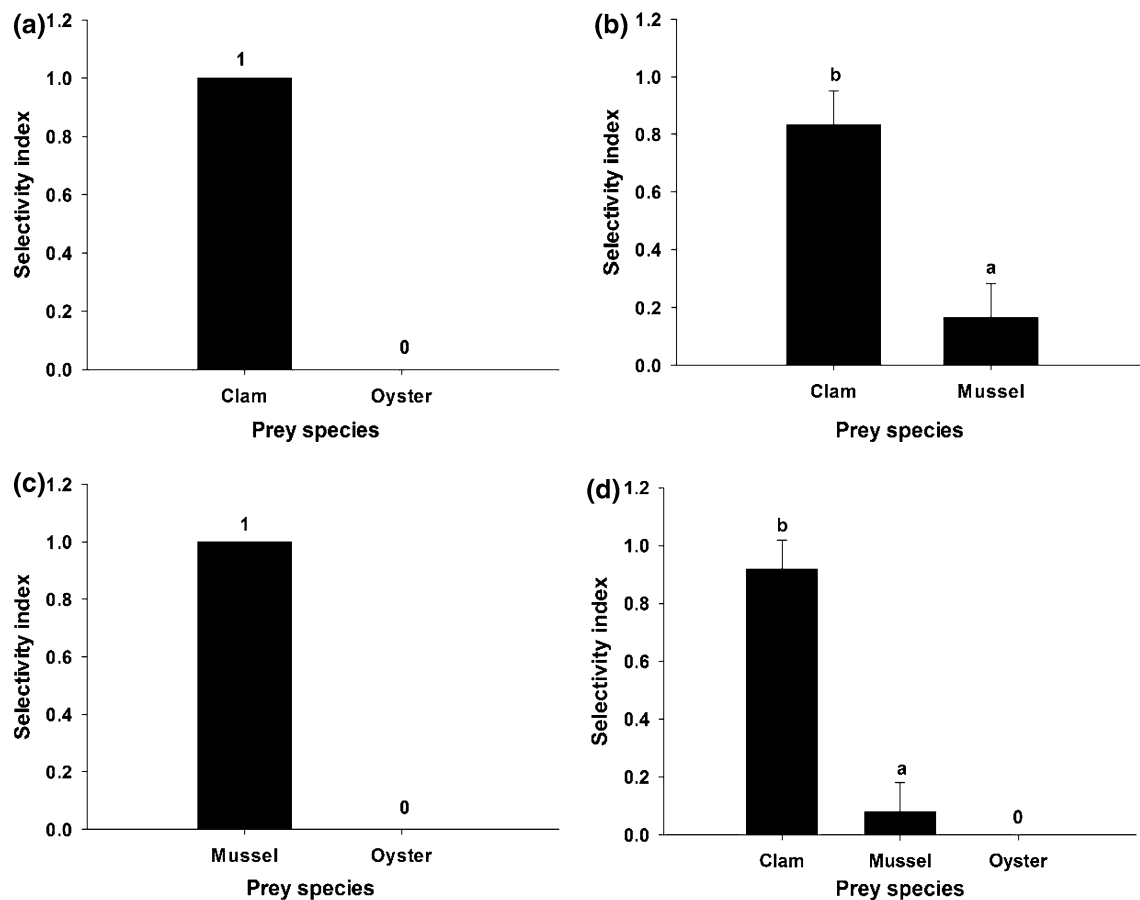 (a)
1.2
1.0
0.8
0.6
0.4
0.2
0.0
Selectivity index
1
0
Clam Oyster
Prey species
(b)
1.2
1.0
0.8
0.6
0.4
0.2
0.0
Selectivity index
b
a
Clam Mussel
Prey species
(c)
1.2
1.0
0.8
0.6
0.4
0.2
0.0
Selectivity index
1
0
Mussel Oyster
Prey species
(d)
1.2
1.0
0.8
0.6
0.4
0.2
0.0
Selectivity index
b
a
0
Clam Mussel Oyster
Prey species